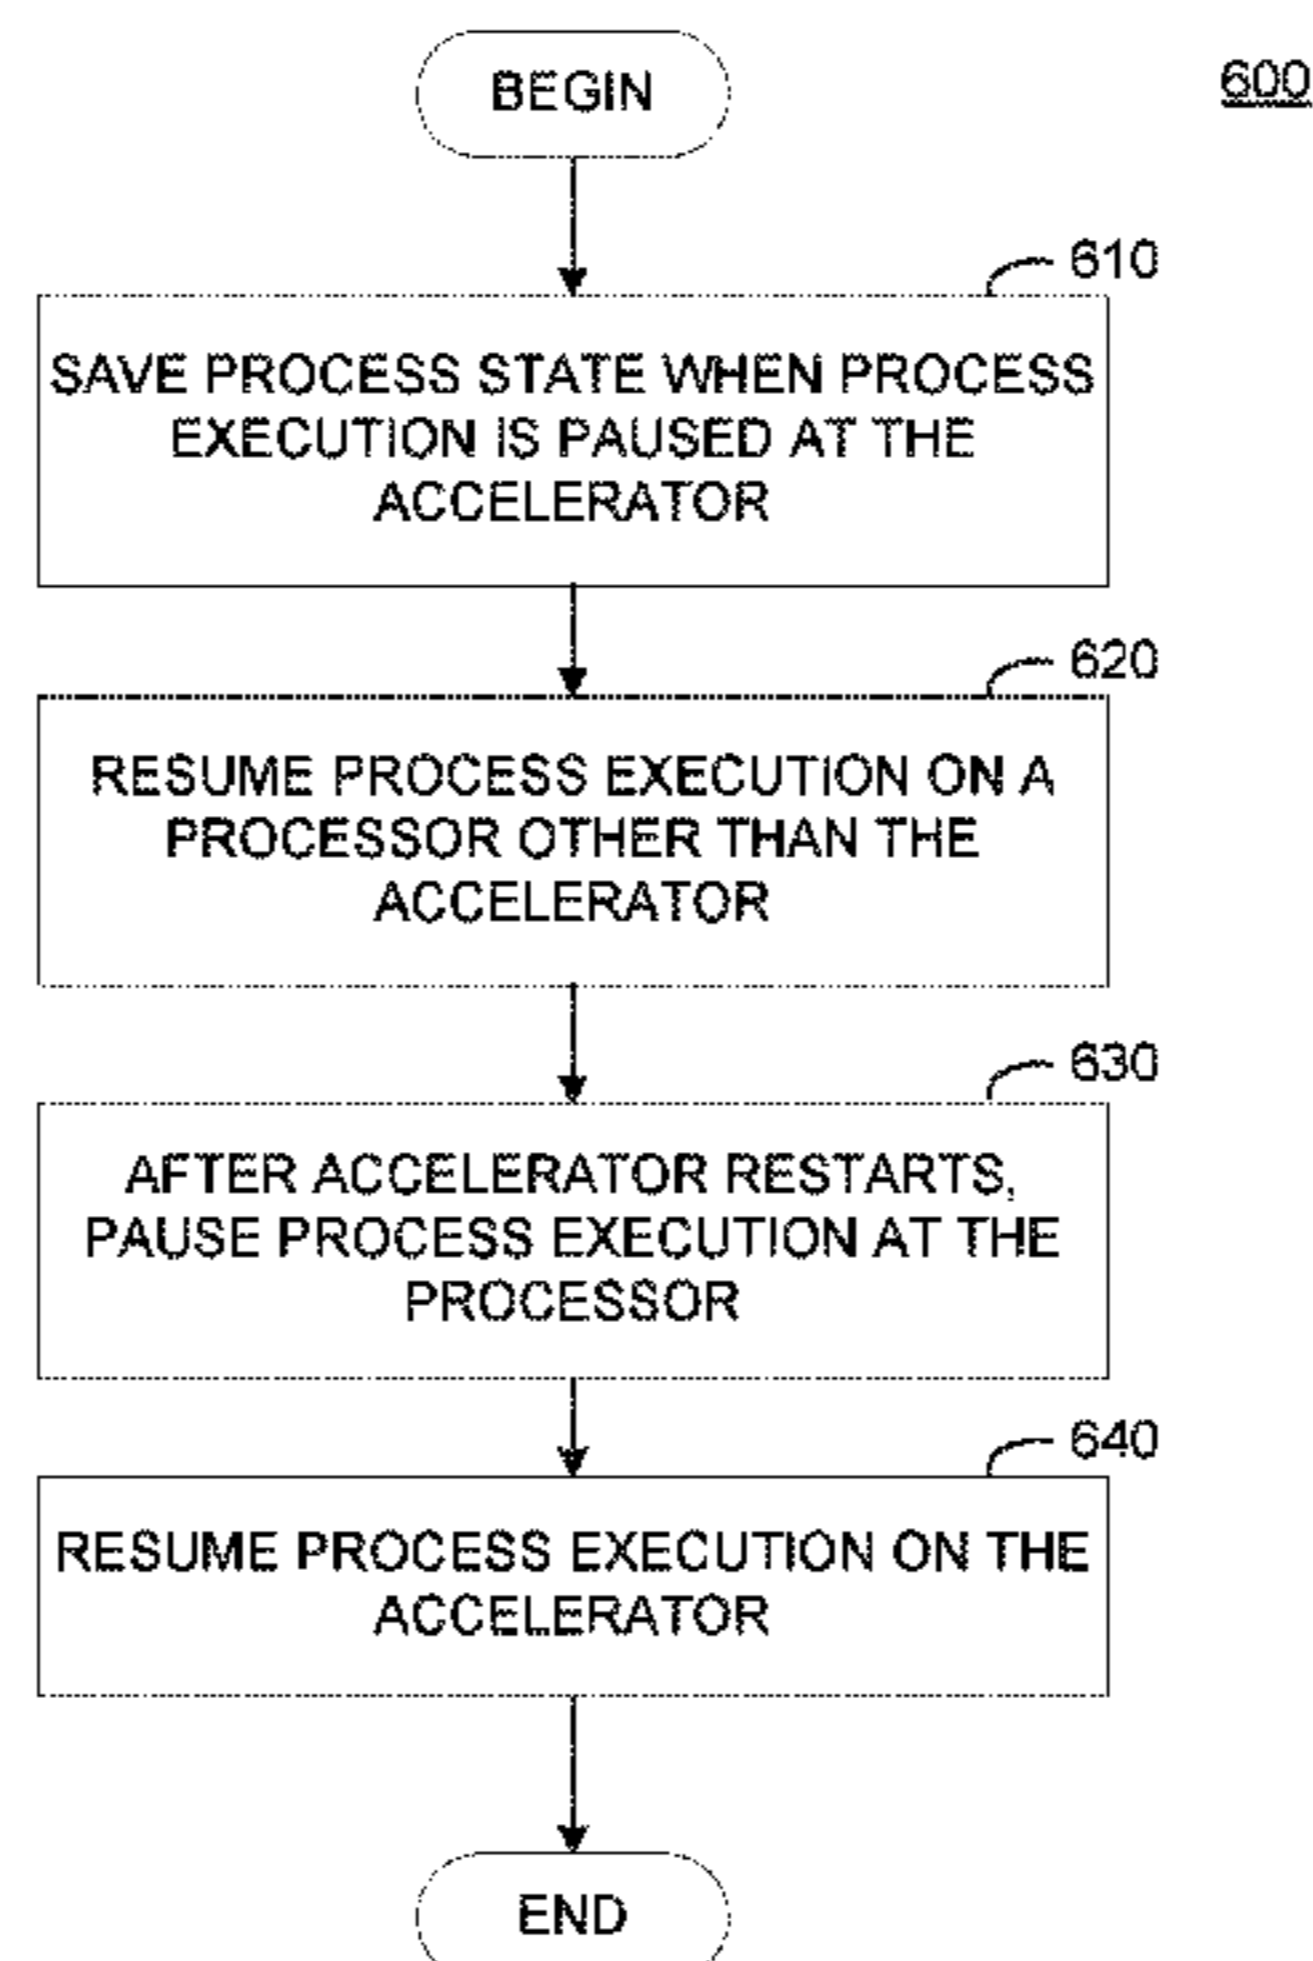 BEGIN
600
610
SAVE PROCESS STATE WHEN PROCESS
EXECUTION IS PAUSED AT THE
ACCELERATOR
620
RESUME PROCESS EXECUTION ON A
PROCESSOR OTHER THAN THE
ACCELERATOR
630
AFTER ACCELERATOR RESTARTS,
PAUSE PROCESS EXECUTION AT THE
PROCESSOR
640
RESUME PROCESS EXECUTION ON THE
ACCELERATOR
END